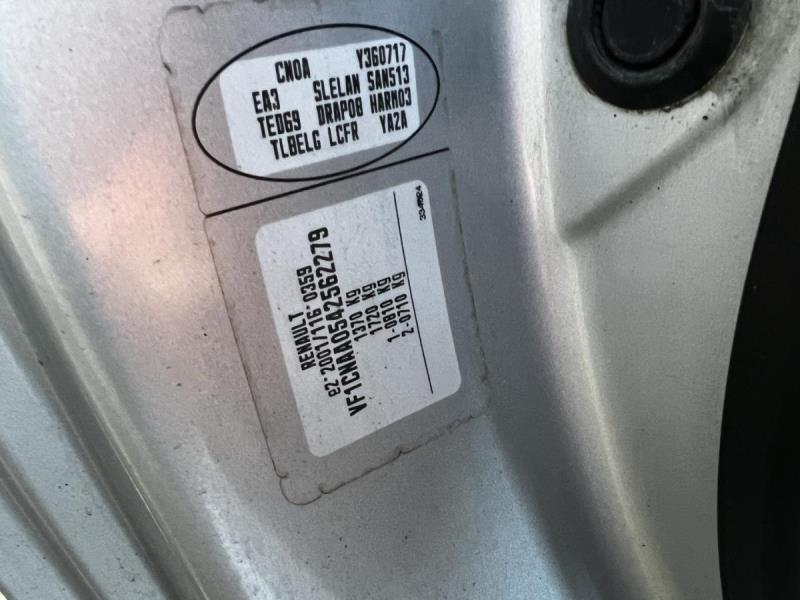 CNOA Y360717
EA3 SLELAN SAN513
TED69 DRAP08 HARM03
TLBELG LCFR YA2A
RENAULT
e2*2001/116*0359
VF1CNAA0542562279
1370 Kg
1720 Kg
1-0810 Kg
2-0710 Kg